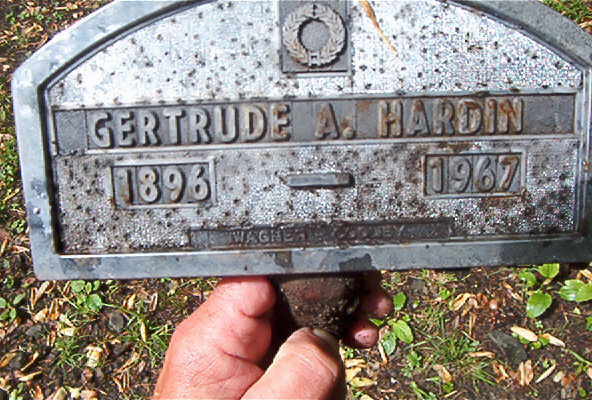 GERTRUDE A. HARDIN
1896 — 1967